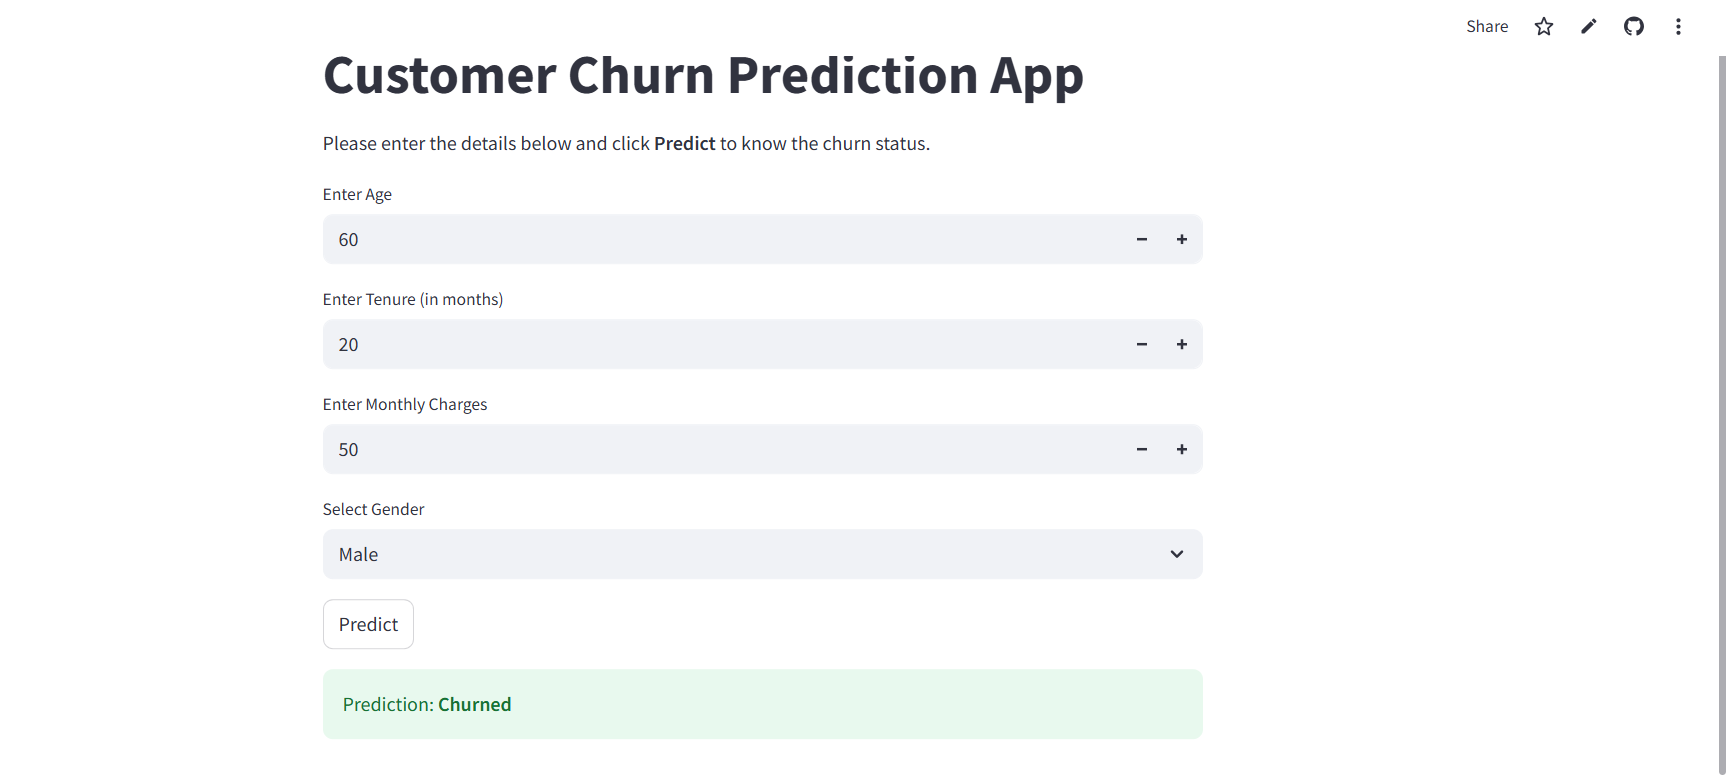 Share
Customer Churn Prediction App
Please enter the details below and click Predict to know the churn status.
Enter Age
60
Enter Tenure (in months)
20
Enter Monthly Charges
50
Select Gender
Male
Predict
Prediction: Churned